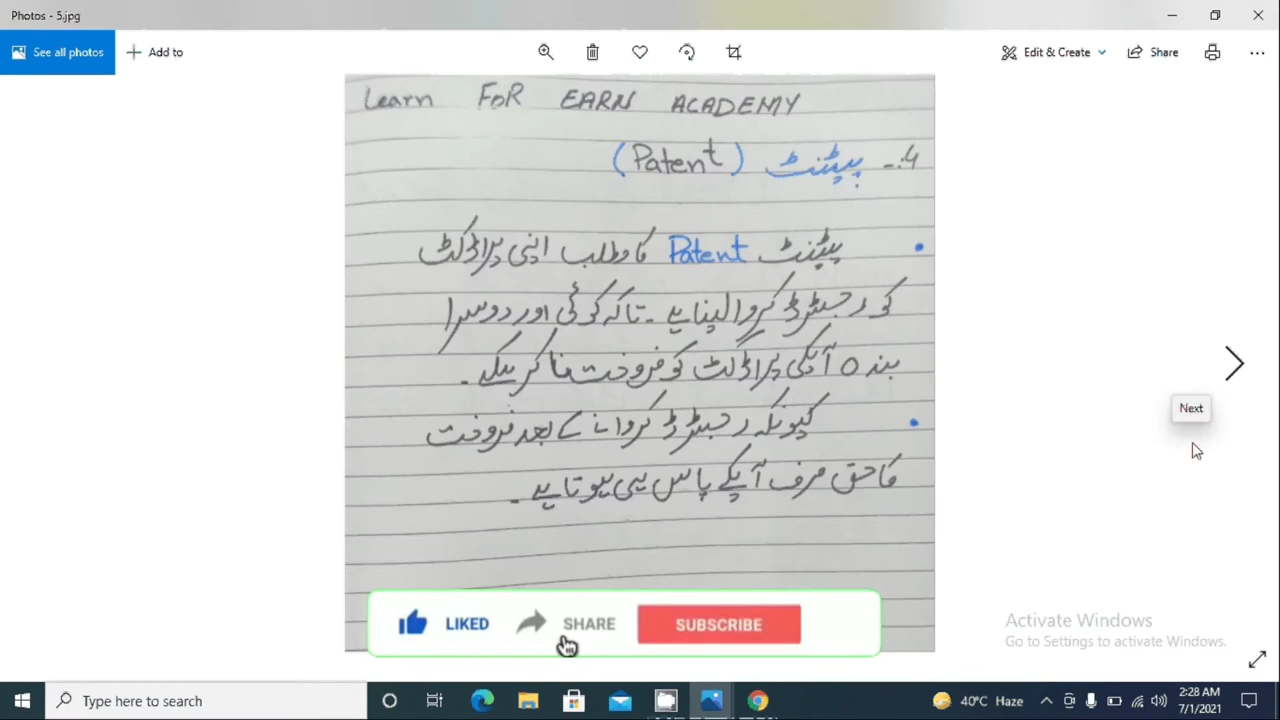 Photos - 5.jpg
See all photos
Add to
Edit & Create
Share
Learn FOR EARN ACADEMY
4۔ پیٹنٹ (Patent)
پیٹنٹ Patent کا مطلب اپنی پراڈکٹ
کو رجسٹرڈ کروا لینا ہے۔ تاکہ کوئی اور دوسرا
بندہ آپکی پراڈکٹ کو فروخت نا کر سکے۔
کیونکہ رجسٹرڈ کروانے کے بعد فروخت
کا حق صرف آپکے پاس ہی ہوتا ہے۔
Next
LIKED
SHARE
SUBSCRIBE
Activate Windows
Go to Settings to activate Windows.
Type here to search
40°C Haze
2:28 AM
7/1/2021